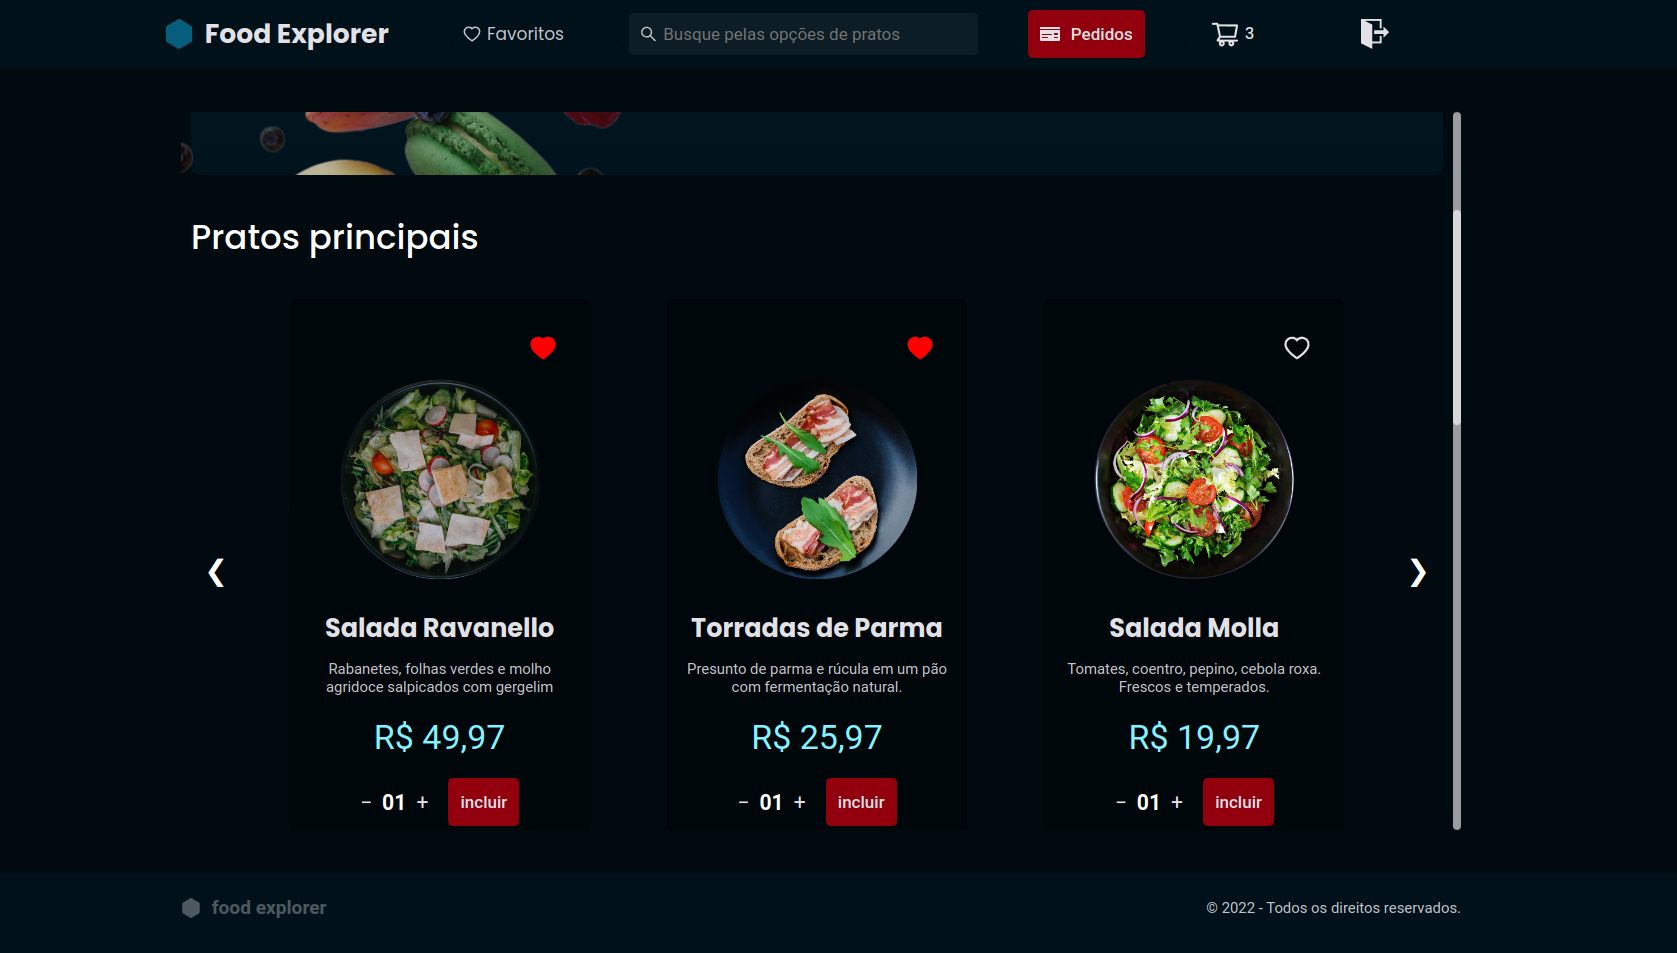 Food Explorer
Favoritos
Busque pelas opções de pratos
Pedidos
3
Pratos principais
Salada Ravanello
Rabanetes, folhas verdes e molho
agridoce salpicados com gergelim
R$ 49,97
− 01 +
incluir
Torradas de Parma
Presunto de parma e rúcula em um pão
com fermentação natural.
R$ 25,97
− 01 +
incluir
Salada Molla
Tomates, coentro, pepino, cebola roxa.
Frescos e temperados.
R$ 19,97
− 01 +
incluir
food explorer
© 2022 - Todos os direitos reservados.